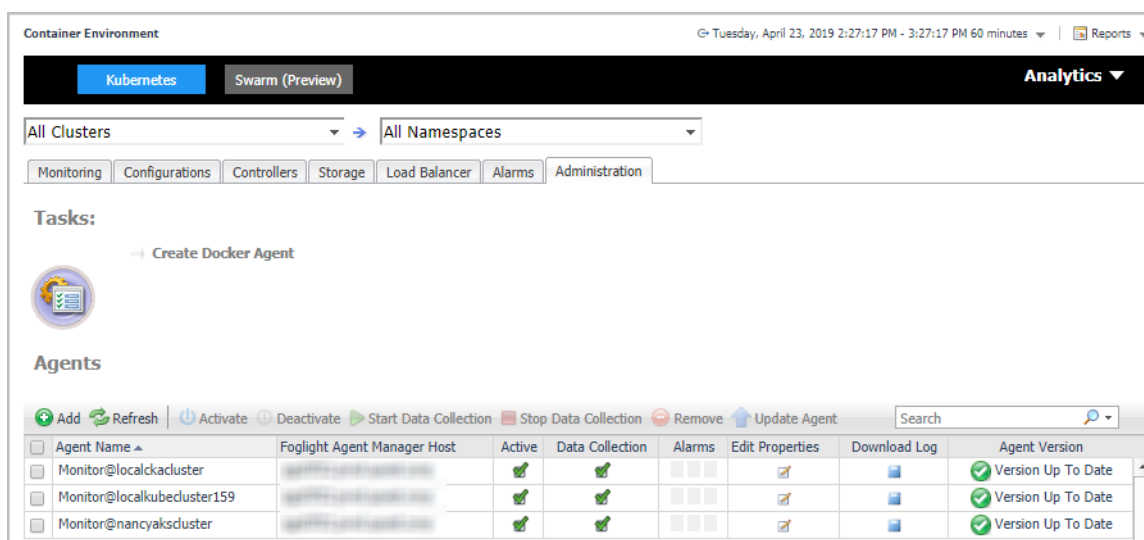 Container Environment
Tuesday, April 23, 2019 2:27:17 PM - 3:27:17 PM 60 minutes
Reports
Kubernetes
Swarm (Preview)
Analytics
All Clusters
All Namespaces
Monitoring
Configurations
Controllers
Storage
Load Balancer
Alarms
Administration
Tasks:
Create Docker Agent
Agents
Add
Refresh
Activate
Deactivate
Start Data Collection
Stop Data Collection
Remove
Update Agent
Search
Agent Name Foglight Agent Manager Host Active Data Collection Alarms Edit Properties Download Log Agent Version
Monitor@localckacluster Version Up To Date
Monitor@localkubecluster159 Version Up To Date
Monitor@nancyakscluster Version Up To Date